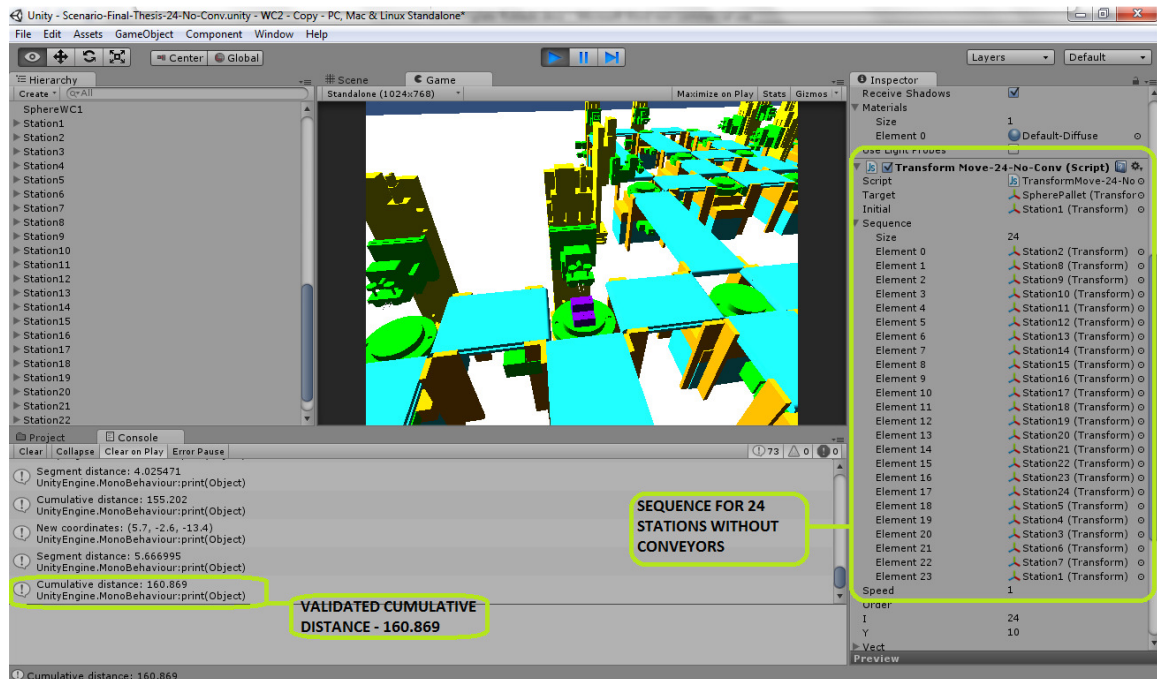 Unity - Scenario-Final-Thesis-24-No-Conv.unity - WC2 - Copy - PC, Mac & Linux Standalone*
File Edit Assets GameObject Component Window Help
Center Global
Layers Default
Hierarchy
Create All
SphereWC1
Station1
Station2
Station3
Station4
Station5
Station6
Station7
Station8
Station9
Station10
Station11
Station12
Station13
Station14
Station15
Station16
Station17
Station18
Station19
Station20
Station21
Station22
Scene Game
Standalone (1024x768) Maximize on Play Stats Gizmos
Inspector
Receive Shadows
Materials
Size 1
Element 0 Default-Diffuse
Use Light Probes
Transform Move-24-No-Conv (Script)
Script TransformMove-24-No
Target SpherePallet (Transfor
Initial Station1 (Transform)
Sequence
Size 24
Element 0 Station2 (Transform)
Element 1 Station8 (Transform)
Element 2 Station9 (Transform)
Element 3 Station10 (Transform)
Element 4 Station11 (Transform)
Element 5 Station12 (Transform)
Element 6 Station13 (Transform)
Element 7 Station14 (Transform)
Element 8 Station15 (Transform)
Element 9 Station16 (Transform)
Element 10 Station17 (Transform)
Element 11 Station18 (Transform)
Element 12 Station19 (Transform)
Element 13 Station20 (Transform)
Element 14 Station21 (Transform)
Element 15 Station22 (Transform)
Element 16 Station23 (Transform)
Element 17 Station24 (Transform)
Element 18 Station5 (Transform)
Element 19 Station4 (Transform)
Element 20 Station3 (Transform)
Element 21 Station6 (Transform)
Element 22 Station7 (Transform)
Element 23 Station1 (Transform)
Speed 1
Order
I 24
Y 10
Vect
Preview
Project Console
Clear Collapse Clear on Play Error Pause 73 0 0
Segment distance: 4.025471
UnityEngine.MonoBehaviour:print(Object)
Cumulative distance: 155.202
UnityEngine.MonoBehaviour:print(Object)
New coordinates: (5.7, -2.6, -13.4)
UnityEngine.MonoBehaviour:print(Object)
Segment distance: 5.666995
UnityEngine.MonoBehaviour:print(Object)
Cumulative distance: 160.869
UnityEngine.MonoBehaviour:print(Object)
SEQUENCE FOR 24
STATIONS WITHOUT
CONVEYORS
VALIDATED CUMULATIVE
DISTANCE - 160.869
Cumulative distance: 160.869